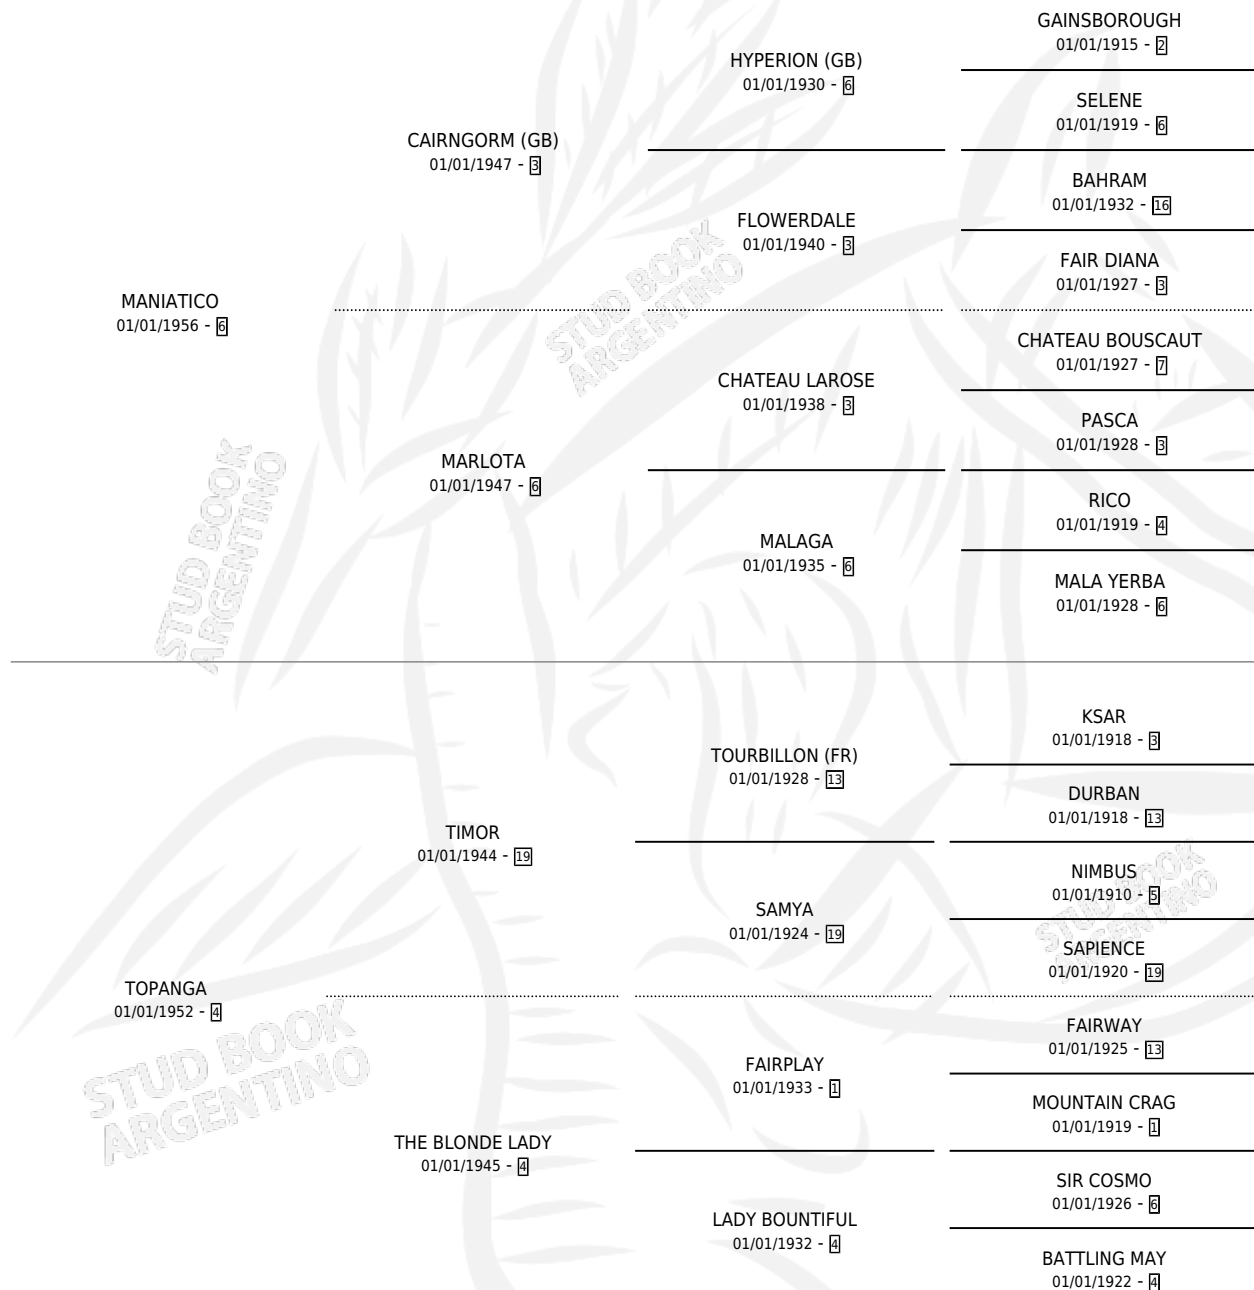 GAINSBOROUGH
01/01/1915 - 2
HYPERION (GB)
01/01/1930 - 6
SELENE
01/01/1919 - 6
CAIRNGORM (GB)
01/01/1947 - 3
BAHRAM
01/01/1932 - 16
FLOWERDALE
01/01/1940 - 3
FAIR DIANA
01/01/1927 - 3
MANIATICO
01/01/1956 - 6
CHATEAU BOUSCAUT
01/01/1927 - 7
CHATEAU LAROSE
01/01/1938 - 3
PASCA
01/01/1928 - 3
MARLOTA
01/01/1947 - 6
RICO
01/01/1919 - 4
MALAGA
01/01/1935 - 6
MALA YERBA
01/01/1928 - 6
KSAR
01/01/1918 - 3
TOURBILLON (FR)
01/01/1928 - 13
DURBAN
01/01/1918 - 13
TIMOR
01/01/1944 - 19
NIMBUS
01/01/1910 - 5
SAMYA
01/01/1924 - 19
SAPIENCE
01/01/1920 - 19
TOPANGA
01/01/1952 - 4
FAIRWAY
01/01/1925 - 13
FAIRPLAY
01/01/1933 - 1
MOUNTAIN CRAG
01/01/1919 - 1
THE BLONDE LADY
01/01/1945 - 4
SIR COSMO
01/01/1926 - 6
LADY BOUNTIFUL
01/01/1932 - 4
BATTLING MAY
01/01/1922 - 4
STUD BOOK
ARGENTINO
STUD BOOK
ARGENTINO
STUD BOOK
ARGENTINO
STUD BOOK
ARGENTINO